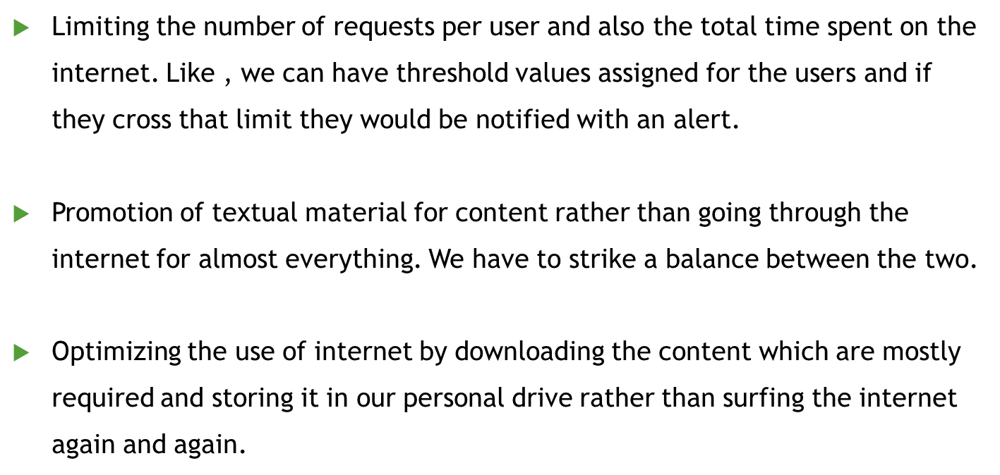 Limiting the number of requests per user and also the total time spent on the
internet. Like , we can have threshold values assigned for the users and if
they cross that limit they would be notified with an alert.
Promotion of textual material for content rather than going through the
internet for almost everything. We have to strike a balance between the two.
Optimizing the use of internet by downloading the content which are mostly
required and storing it in our personal drive rather than surfing the internet
again and again.